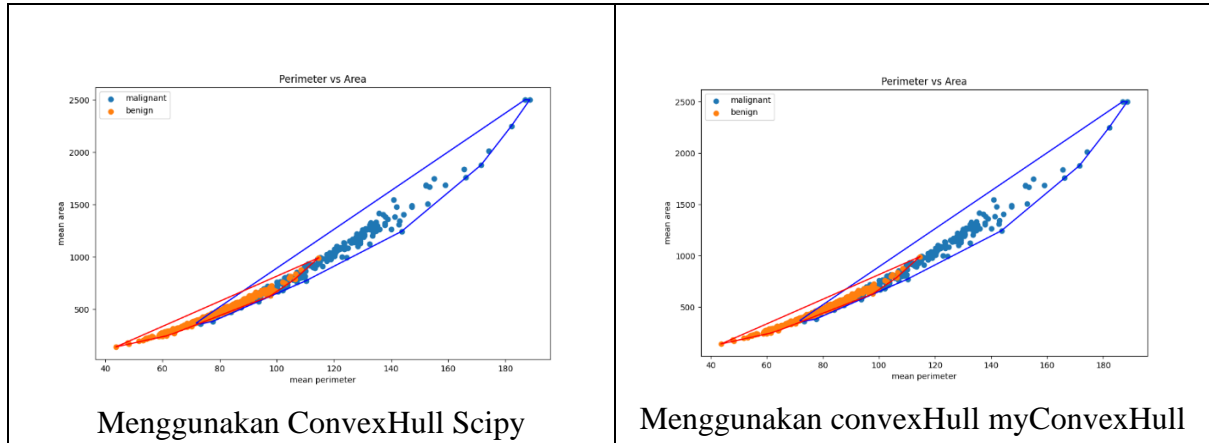 Perimeter vs Area
malignant
benign
2500
2000
1500
1000
500
mean area
40 60 80 100 120 140 160 180
mean perimeter
Menggunakan ConvexHull Scipy
Perimeter vs Area
malignant
benign
2500
2000
1500
1000
500
mean area
40 60 80 100 120 140 160 180
mean perimeter
Menggunakan convexHull myConvexHull